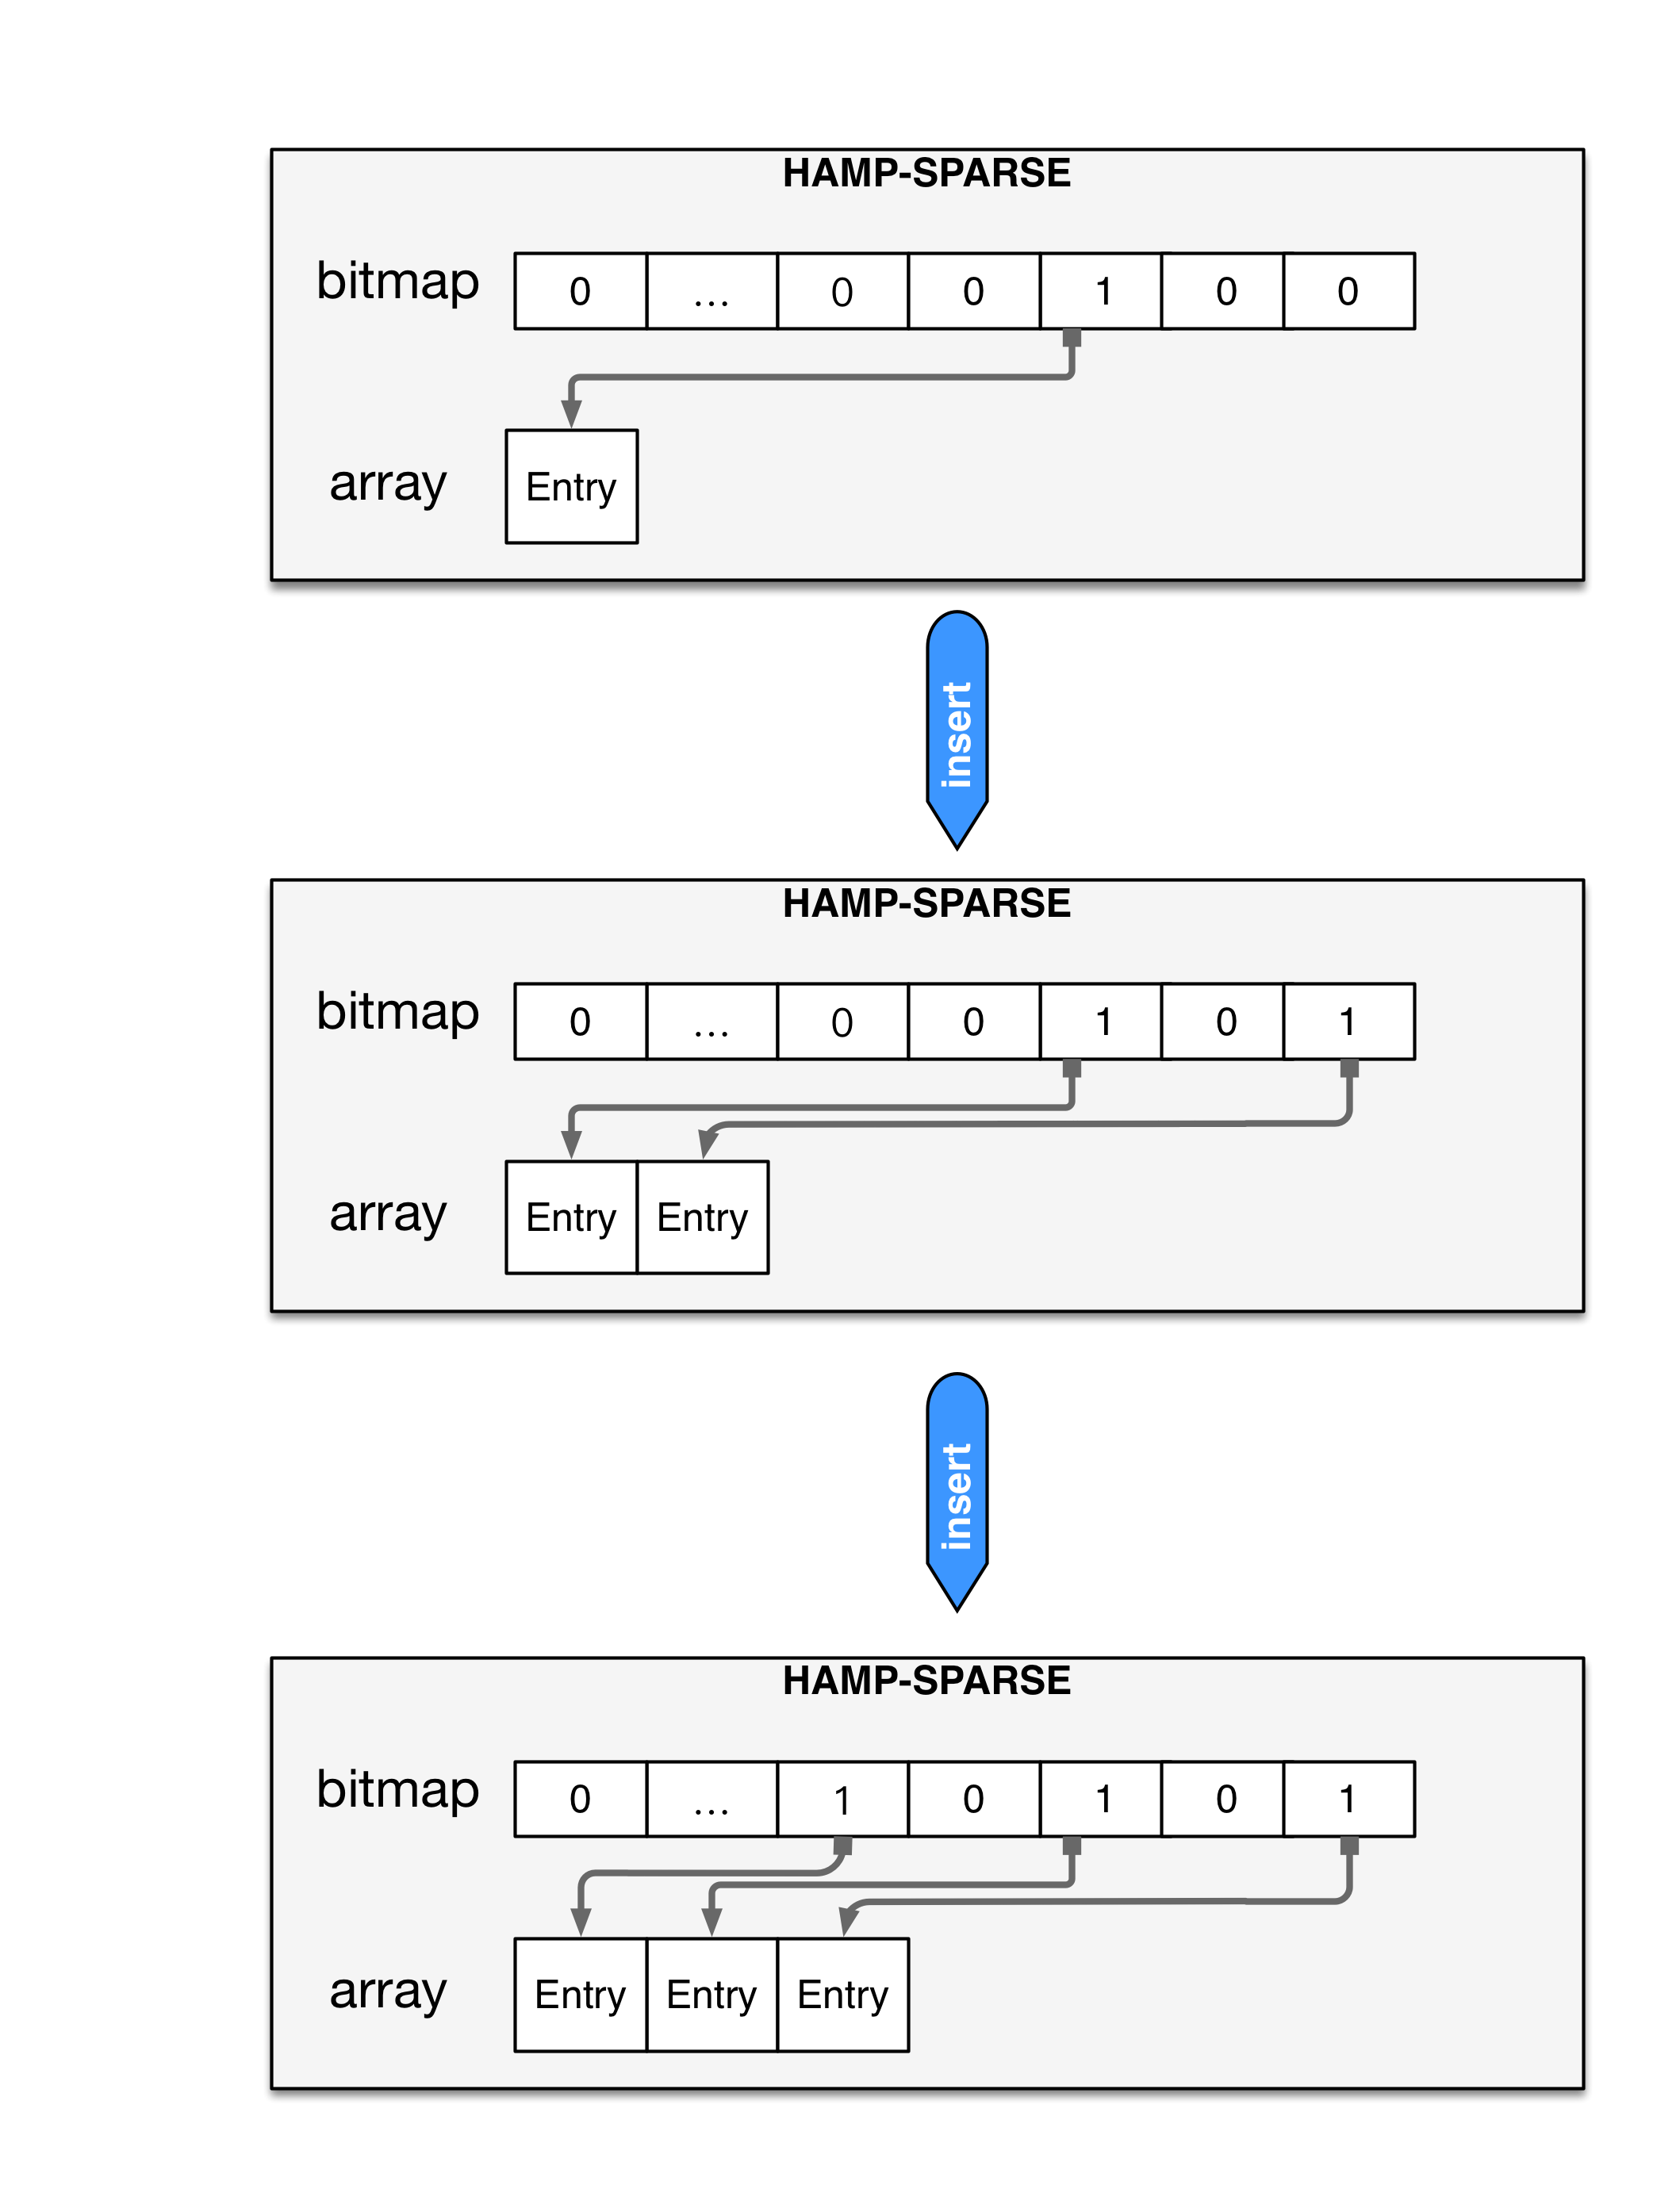 HAMP-SPARSE
bitmap 0 ... 0 0 1 0 0
array Entry
insert
HAMP-SPARSE
bitmap 0 ... 0 0 1 0 1
array Entry Entry
insert
HAMP-SPARSE
bitmap 0 ... 1 0 1 0 1
array Entry Entry Entry